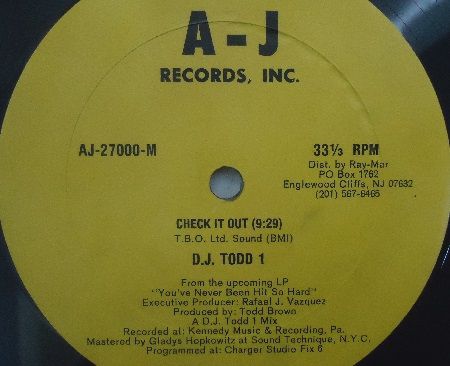 A-J
RECORDS, INC.
AJ-27000-M
33⅓ RPM
Dist. by Ray-Mar
PO Box 1762
Englewood Cliffs, NJ 07632
(201) 567-6465
CHECK IT OUT (9:29)
T.B.O. Ltd. Sound (BMI)
D.J. TODD 1
From the upcoming LP
"You've Never Been Hit So Hard"
Executive Producer: Rafael J. Vazquez
Produced by: Todd Brown
A D.J. Todd 1 Mix
Recorded at: Kennedy Music & Recording, Pa.
Mastered by Gladys Hopkowitz at Sound Technique, N.Y.C.
Programmed at: Charger Studio Fix 6